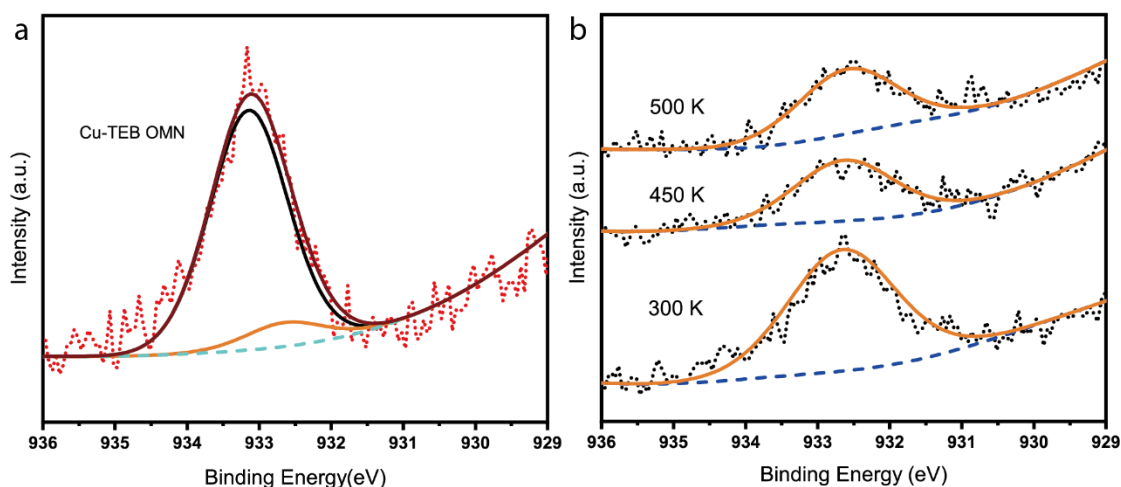 a
Intensity (a.u.)
Cu-TEB OMN
936 935 934 933 932 931 930 929
Binding Energy(eV)
b
Intensity (a.u.)
500 K
450 K
300 K
936 935 934 933 932 931 930 929
Binding Energy (eV)